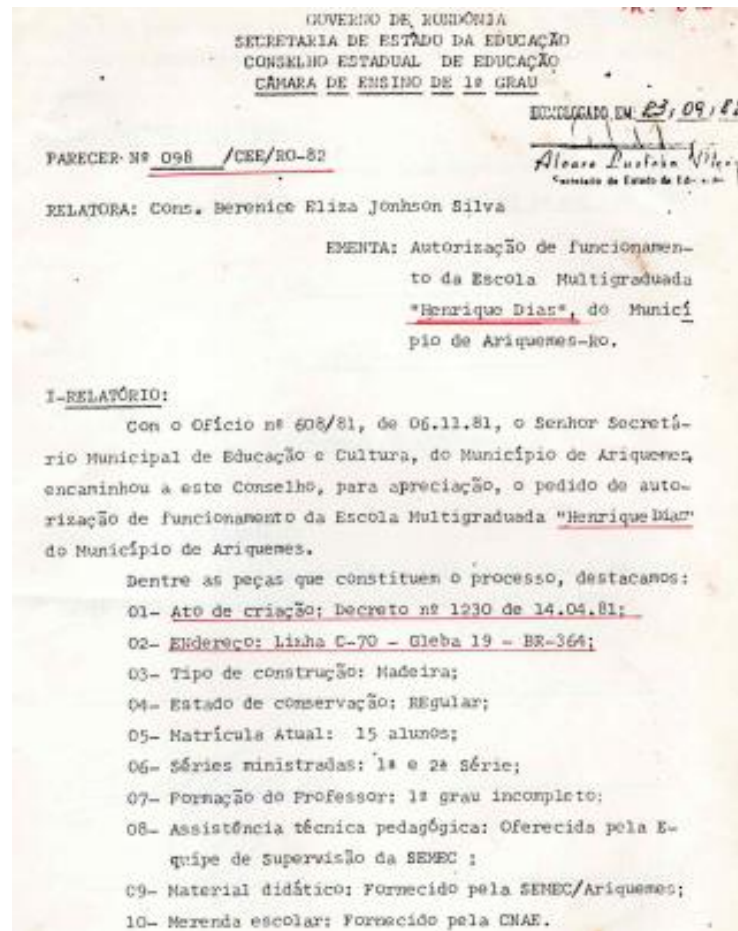 GOVERNO DE RONDÔNIA
SECRETARIA DE ESTADO DA EDUCAÇÃO
CONSELHO ESTADUAL DE EDUCAÇÃO
CÂMARA DE ENSINO DE 1º GRAU
HOMOLOGADO EM 23, 09, 82
PARECER Nº 098 /CEE/RO-82
Secretário de Estado de
RELATORA: Cons. Berenice Eliza Jonhson Silva
EMENTA: Autorização de funcionamen-
to da Escola Multigraduada
"Henrique Dias", do Municí
pio de Ariquemes-Ro.
I-RELATÓRIO:
Com o Ofício nº 608/81, de 06.11.81, o Senhor Secretá-
rio Municipal de Educação e Cultura, do Município de Ariquemes,
encaminhou a este Conselho, para apreciação, o pedido de auto-
rização de funcionamento da Escola Multigraduada "Henrique Dias"
do Município de Ariquemes.
Dentre as peças que constituem o processo, destacamos:
01- Ato de criação: Decreto nº 1230 de 14.04.81;
02- ENdereço: Linha C-70 - Gleba 19 - BR-364;
03- Tipo de construção: Madeira;
04- Estado de conservação: REgular;
05- Matrícula Atual: 15 alunos;
06- Séries ministradas: 1ª e 2ª Série;
07- Formação do Professor: 1º grau incompleto;
08- Assistência técnica pedagógica: Oferecida pela E-
quipe de Supervisão da SEMEC ;
09- Material didático: Fornecido pela SEMEC/Ariquemes;
10- Merenda escolar: Fornecido pela CNAE.